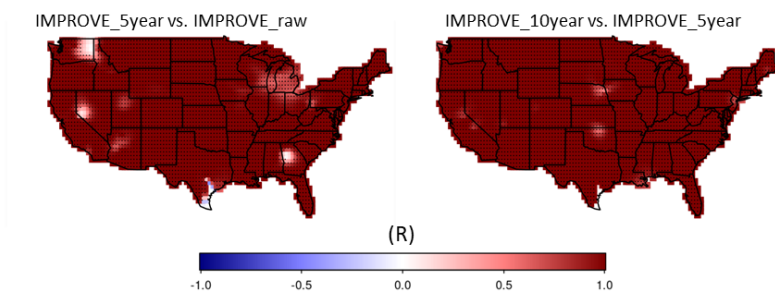 IMPROVE_5year vs. IMPROVE_raw
IMPROVE_10year vs. IMPROVE_5year
(R)
-1.0 -0.5 0.0 0.5 1.0